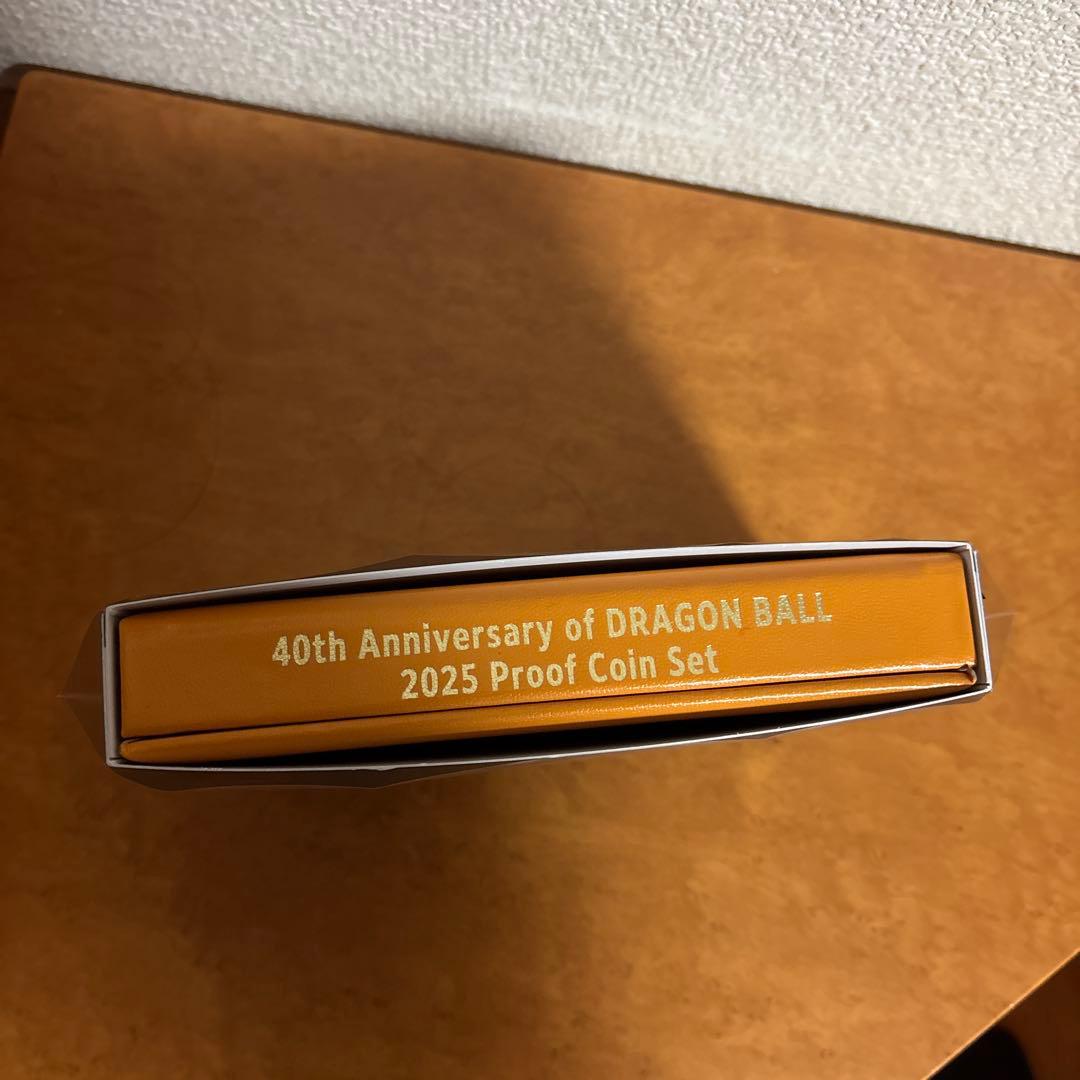 40th Anniversary of DRAGON BALL
2025 Proof Coin Set